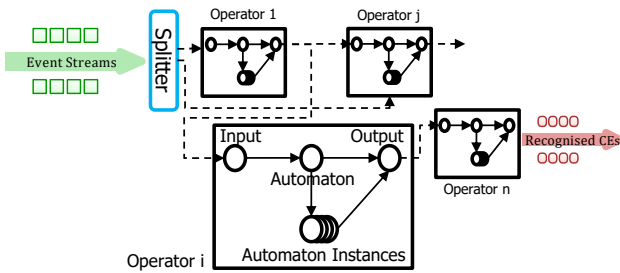 Operator 1
Operator j
Event Streams
Splitter
Input
Output
Automaton
Operator n
Recognised CEs
Operator i
Automaton Instances